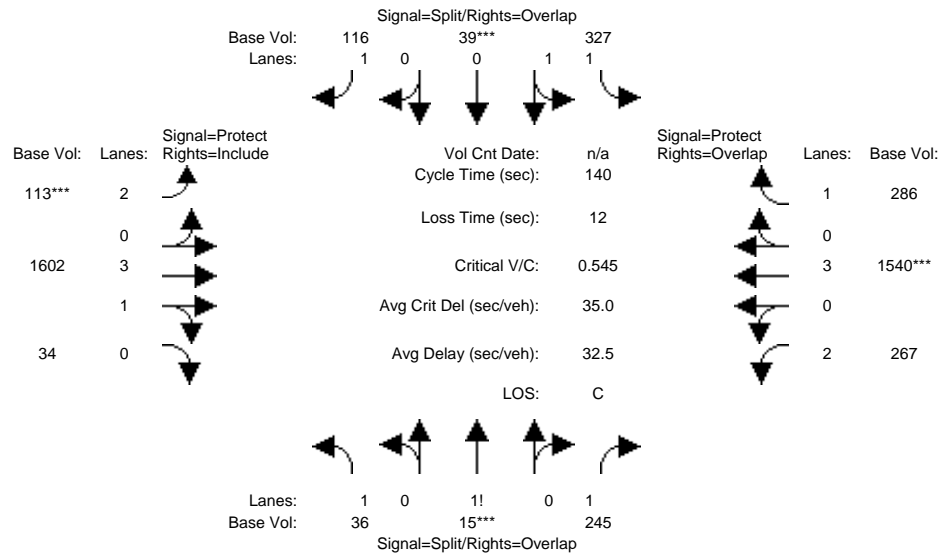 Signal=Split/Rights=Overlap
Base Vol: 116 39*** 327
Lanes: 1 0 0 1 1
Signal=Protect
Rights=Include
Signal=Protect
Rights=Overlap
Base Vol: Lanes:
Vol Cnt Date: n/a
Lanes: Base Vol:
Cycle Time (sec): 140
113*** 2
1 286
Loss Time (sec): 12
0
0
1602 3
Critical V/C: 0.545
3 1540***
1
Avg Crit Del (sec/veh): 35.0
0
34 0
Avg Delay (sec/veh): 32.5
2 267
LOS: C
Lanes: 1 0 1! 0 1
Base Vol: 36 15*** 245
Signal=Split/Rights=Overlap